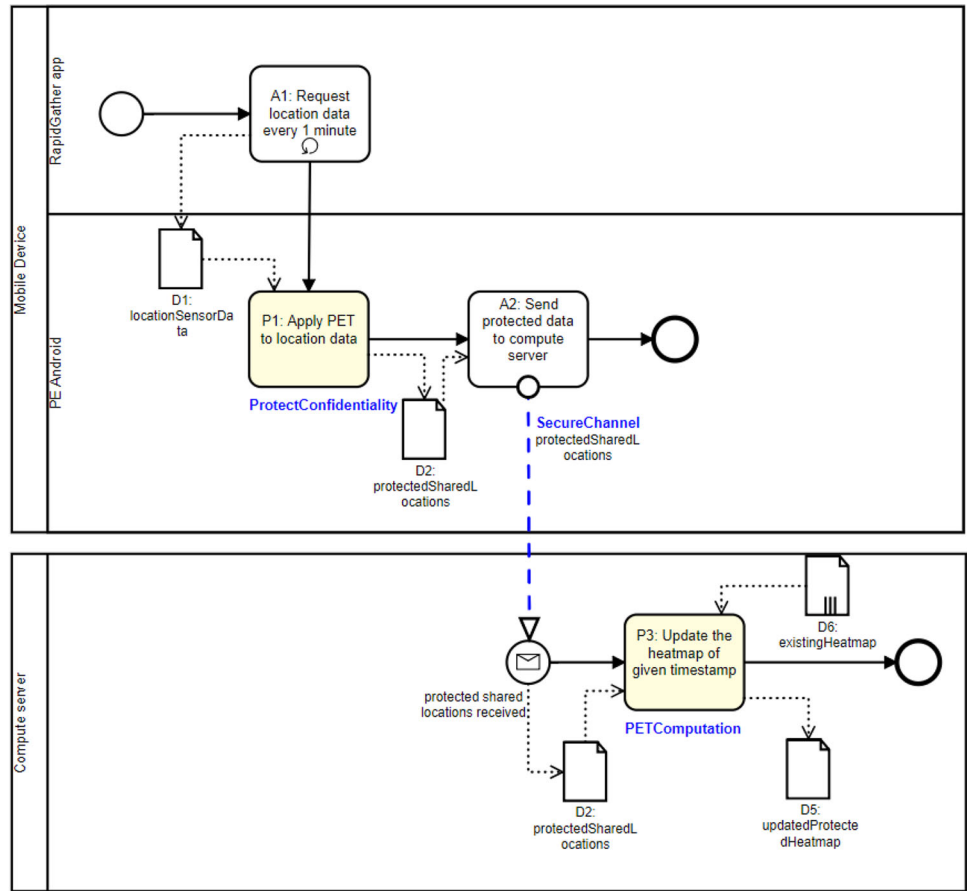 Mobile Device
RapidGather app
A1: Request
location data
every 1 minute
PE Android
D1:
locationSensorDa
ta
P1: Apply PET
to location data
ProtectConfidentiality
D2:
protectedSharedL
ocations
A2: Send
protected data
to compute
server
SecureChannel
protectedSharedL
ocations
Compute server
protected shared
locations received
P3: Update the
heatmap of
given timestamp
PETComputation
D6:
existingHeatmap
D2:
protectedSharedL
ocations
D5:
updatedProtecte
dHeatmap